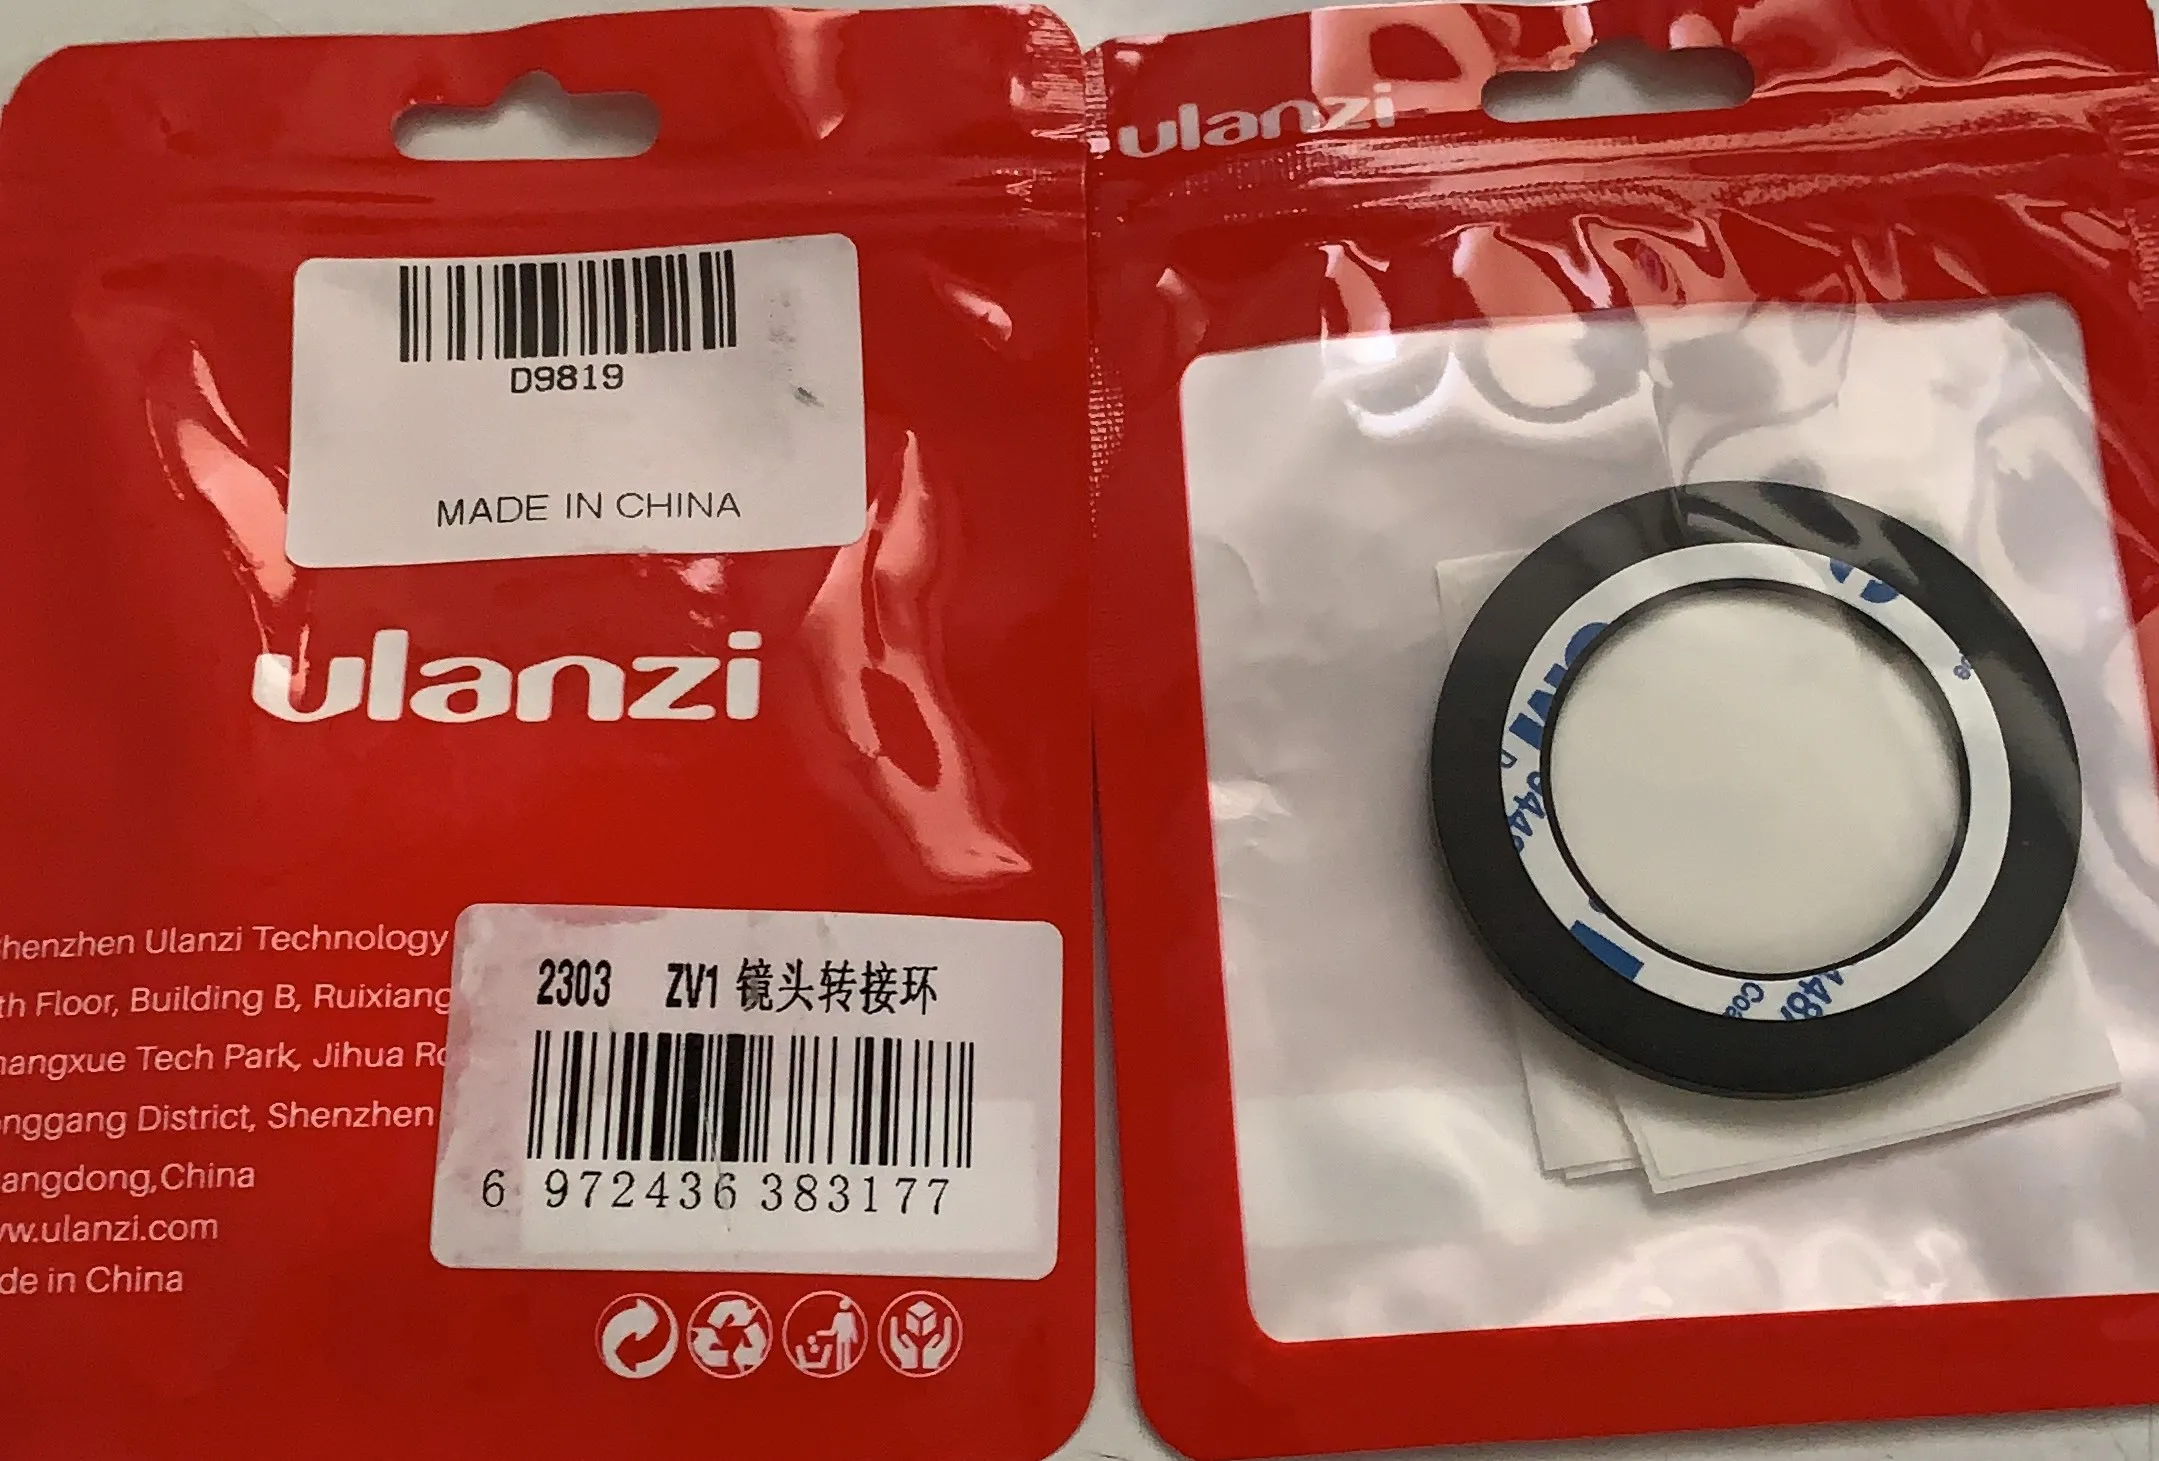 D9819
MADE IN CHINA
ulanzi
henzhen Ulanzi Technology
th Floor, Building B, Ruixiang
angxue Tech Park, Jihua R
nggang District, Shenzhen
angdong,China
w.ulanzi.com
de in China
2303 ZV1 镜头转接环
6 972436 383177
ulanzi